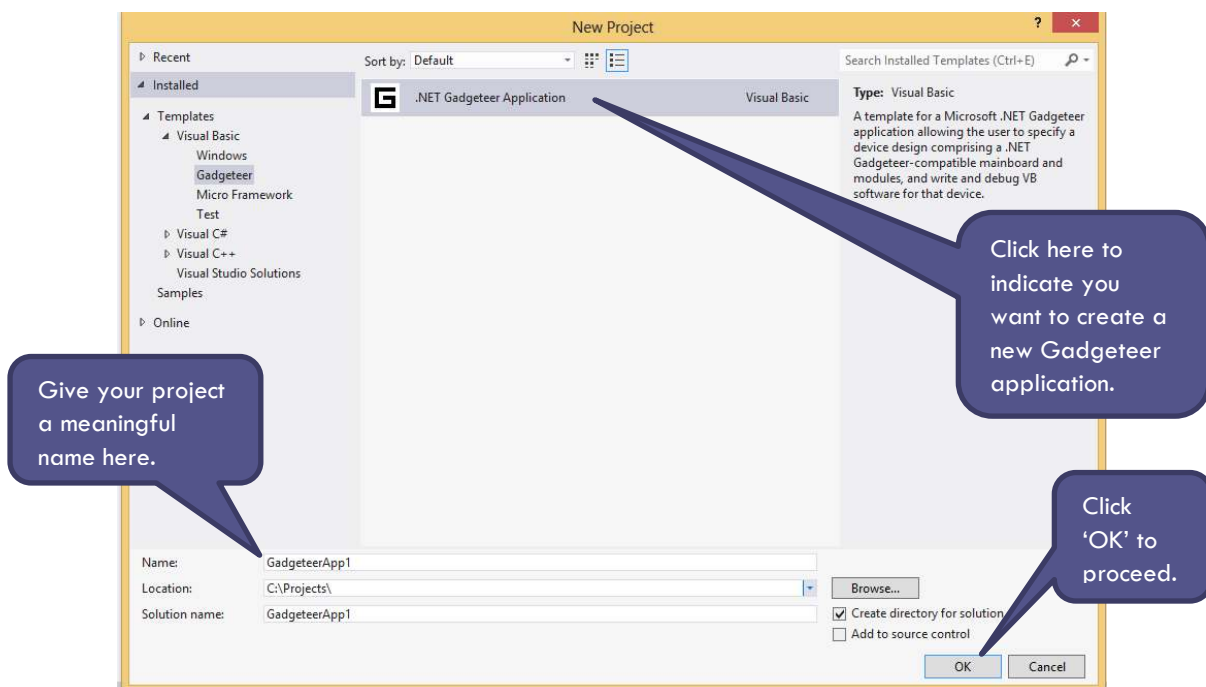 New Project
?
×
Recent
Installed
Templates
Visual Basic
Windows
Gadgeteer
Micro Framework
Test
Visual C#
Visual C++
Visual Studio Solutions
Samples
Online
Sort by: Default
G .NET Gadgeteer Application Visual Basic
Search Installed Templates (Ctrl+E)
Type: Visual Basic
A template for a Microsoft .NET Gadgeteer
application allowing the user to specify a
device design comprising a .NET
Gadgeteer-compatible mainboard and
modules, and write and debug VB
software for that device.
Click here to
indicate you
want to create a
new Gadgeteer
application.
Give your project
a meaningful
name here.
Click
‘OK’ to
proceed.
Name: GadgeteerApp1
Location: C:\Projects\
Solution name: GadgeteerApp1
Browse...
Create directory for solution
Add to source control
OK
Cancel